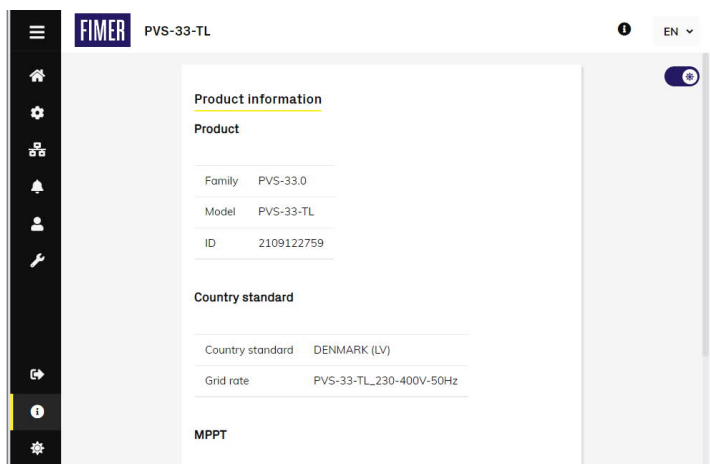 FIMER PVS-33-TL EN
Product information
Product
Family PVS-33.0
Model PVS-33-TL
ID 2109122759
Country standard
Country standard DENMARK (LV)
Grid rate PVS-33-TL_230-400V-50Hz
MPPT